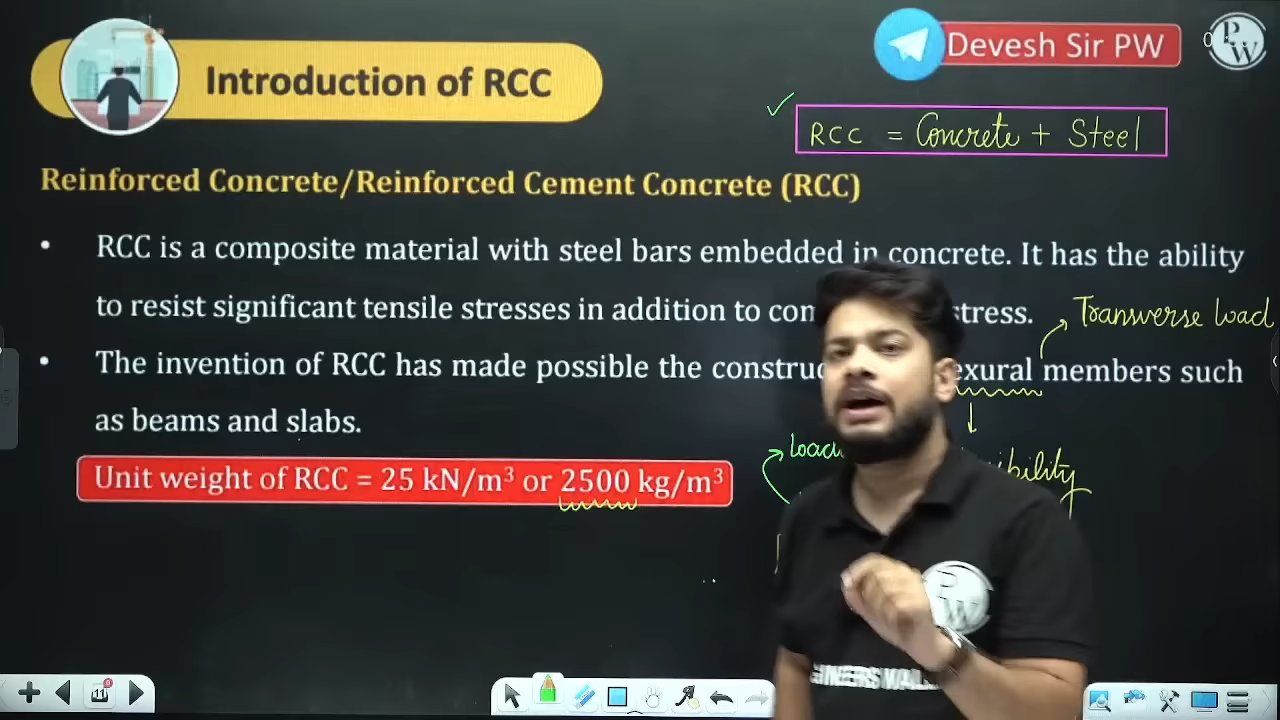 Devesh Sir PW
PW
Introduction of RCC
RCC = Concrete + Steel
Reinforced Concrete/Reinforced Cement Concrete (RCC)
• RCC is a composite material with steel bars embedded in concrete. It has the ability
to resist significant tensile stresses in addition to stress.
Transverse load
• The invention of RCC has made possible the members such
as beams and slabs.
Unit weight of RCC = 25 kN/m³ or 2500 kg/m³
PW
11